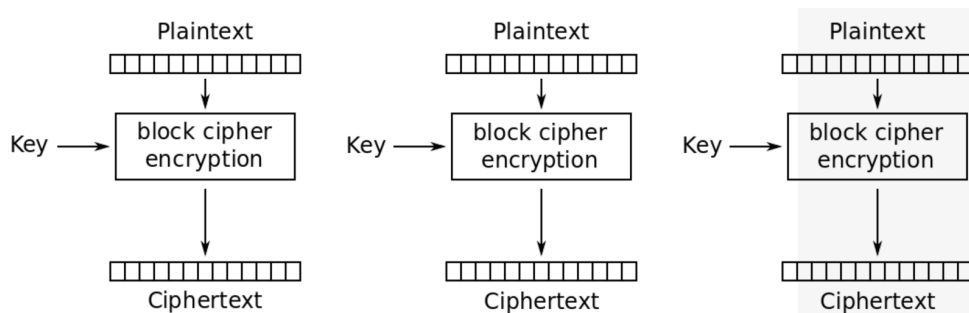 Plaintext
Plaintext
Plaintext
Key
block cipher
encryption
Key
block cipher
encryption
Key
block cipher
encryption
Ciphertext
Ciphertext
Ciphertext